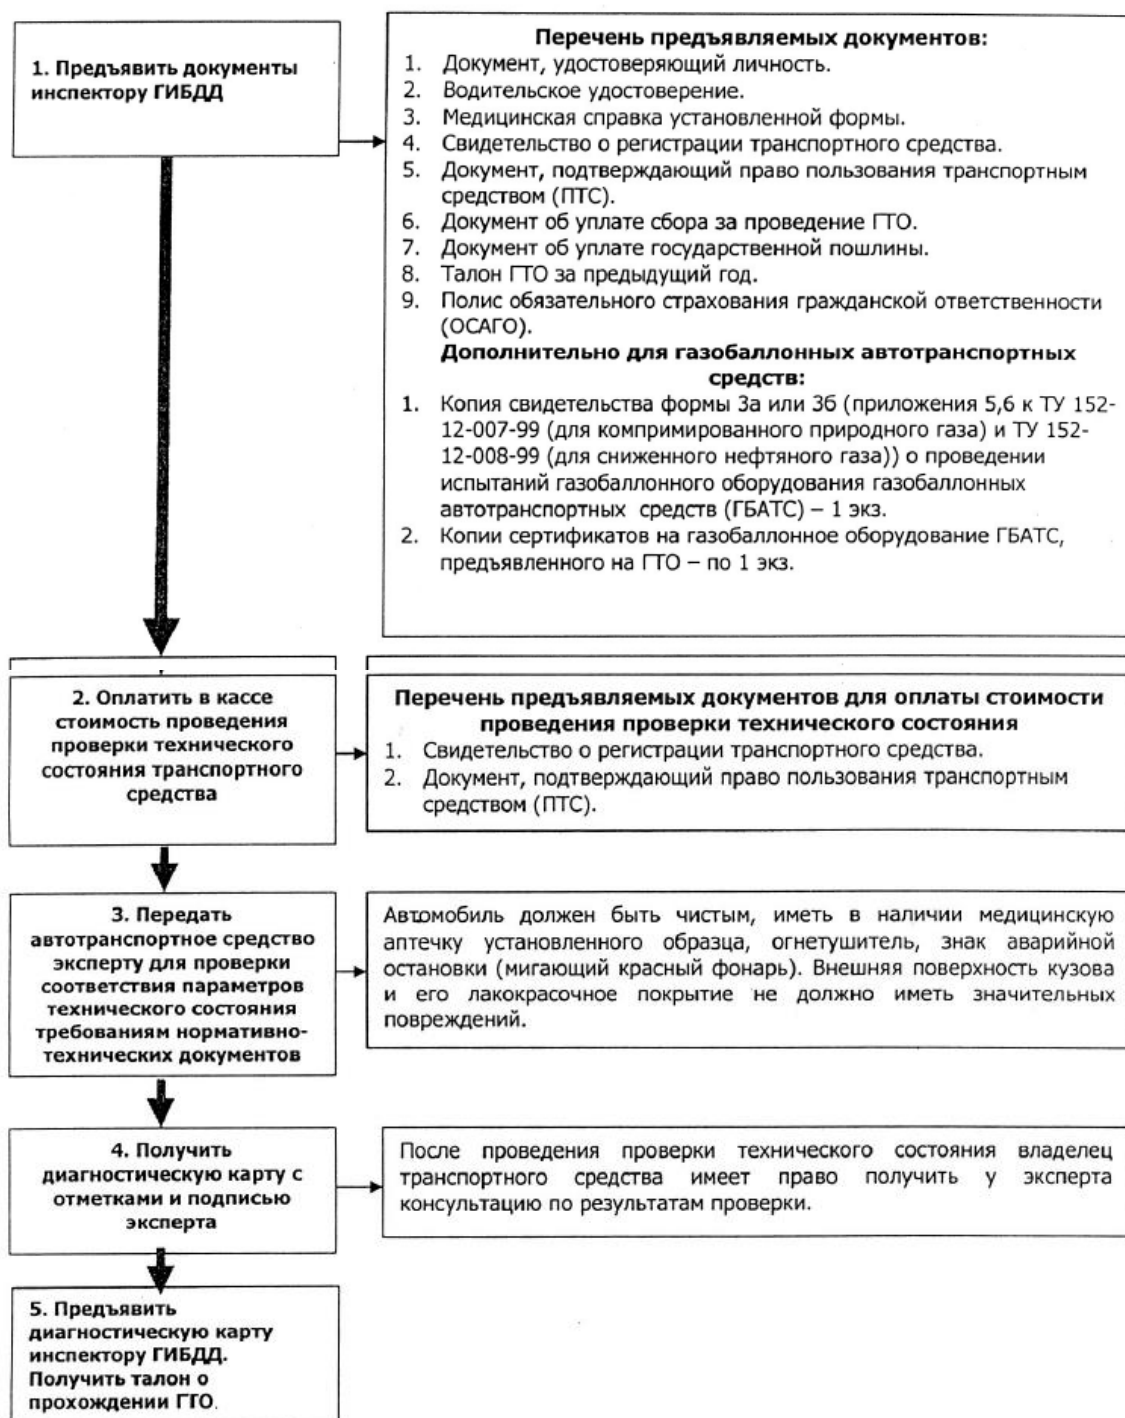 1. Предъявить документы
инспектору ГИБДД
Перечень предъявляемых документов:
1. Документ, удостоверяющий личность.
2. Водительское удостоверение.
3. Медицинская справка установленной формы.
4. Свидетельство о регистрации транспортного средства.
5. Документ, подтверждающий право пользования транспортным
средством (ПТС).
6. Документ об уплате сбора за проведение ГТО.
7. Документ об уплате государственной пошлины.
8. Талон ГТО за предыдущий год.
9. Полис обязательного страхования гражданской ответственности
(ОСАГО).
Дополнительно для газобаллонных автотранспортных
средств:
1. Копия свидетельства формы 3а или 3б (приложения 5,6 к ТУ 152-
12-007-99 (для компримированного природного газа) и ТУ 152-
12-008-99 (для сниженного нефтяного газа)) о проведении
испытаний газобаллонного оборудования газобаллонных
автотранспортных средств (ГБАТС) – 1 экз.
2. Копии сертификатов на газобаллонное оборудование ГБАТС,
предъявленного на ГТО – по 1 экз.
2. Оплатить в кассе
стоимость проведения
проверки технического
состояния транспортного
средства
Перечень предъявляемых документов для оплаты стоимости
проведения проверки технического состояния
1. Свидетельство о регистрации транспортного средства.
2. Документ, подтверждающий право пользования транспортным
средством (ПТС).
3. Передать
автотранспортное средство
эксперту для проверки
соответствия параметров
технического состояния
требованиям нормативно-
технических документов
Автомобиль должен быть чистым, иметь в наличии медицинскую
аптечку установленного образца, огнетушитель, знак аварийной
остановки (мигающий красный фонарь). Внешняя поверхность кузова
и его лакокрасочное покрытие не должно иметь значительных
повреждений.
4. Получить
диагностическую карту с
отметками и подписью
эксперта
После проведения проверки технического состояния владелец
транспортного средства имеет право получить у эксперта
консультацию по результатам проверки.
5. Предъявить
диагностическую карту
инспектору ГИБДД.
Получить талон о
прохождении ГТО.